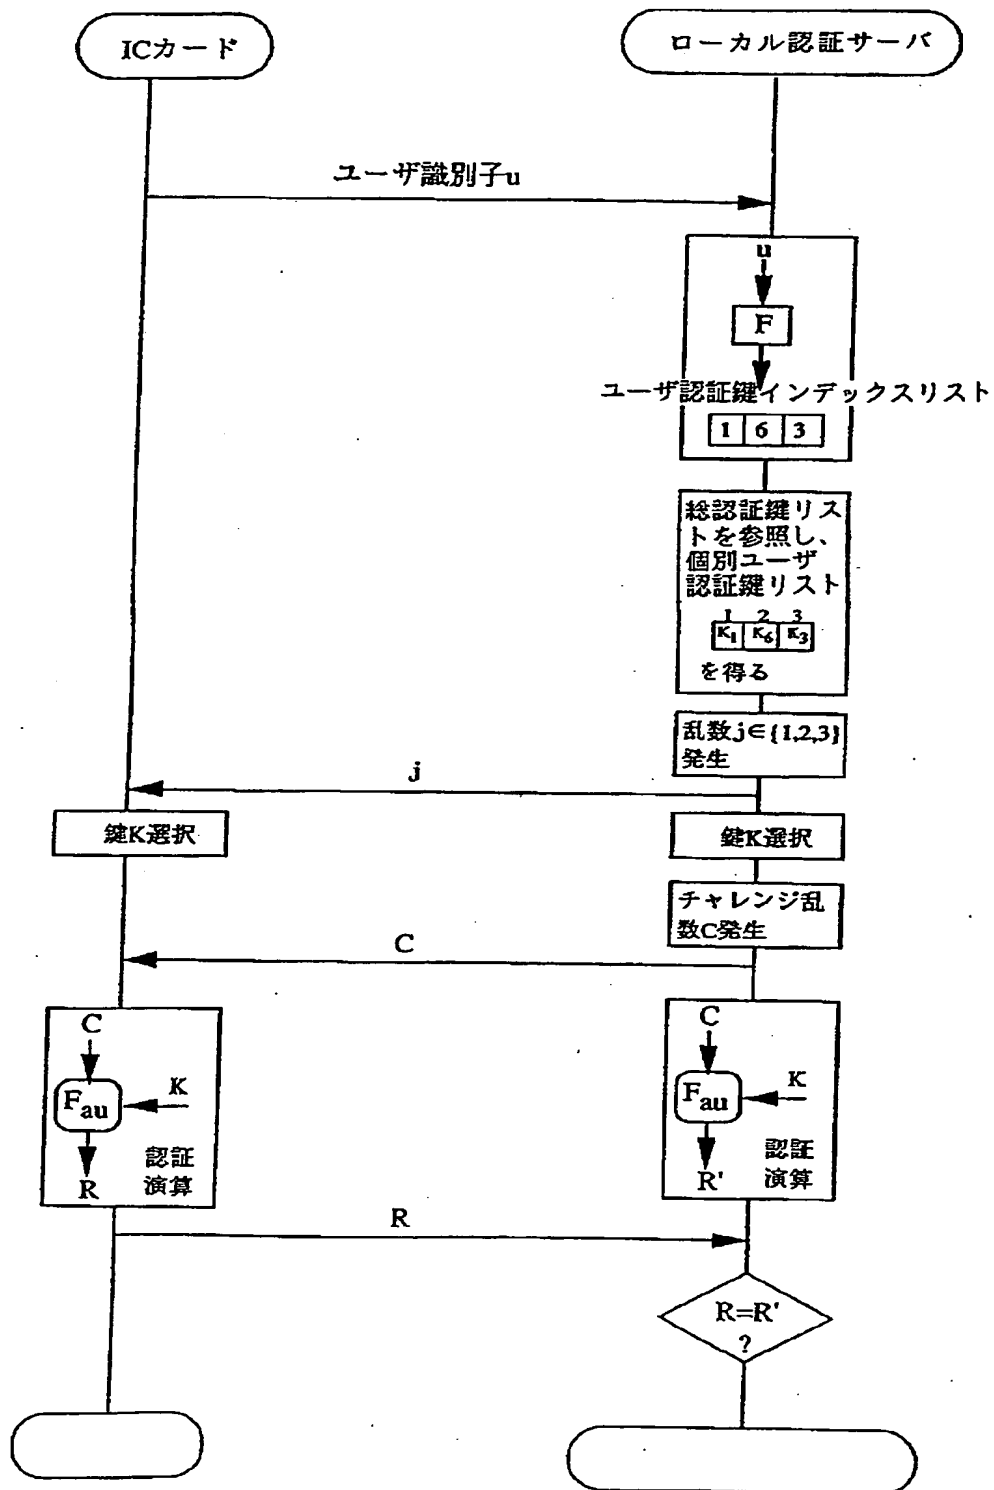 ICカード
ローカル認証サーバ
ユーザ識別子u
u
F
ユーザ認証鍵インデックスリスト
1 6 3
総認証鍵リス
トを参照し、
個別ユーザ
認証鍵リスト
1 2 3
K1 K6 K3
を得る
乱数j∈{1,2,3}
発生
j
鍵K選択
鍵K選択
チャレンジ乱
数C発生
C
C
Fau
K
認証
演算
R
C
Fau
K
認証
演算
R'
R
R=R'
?